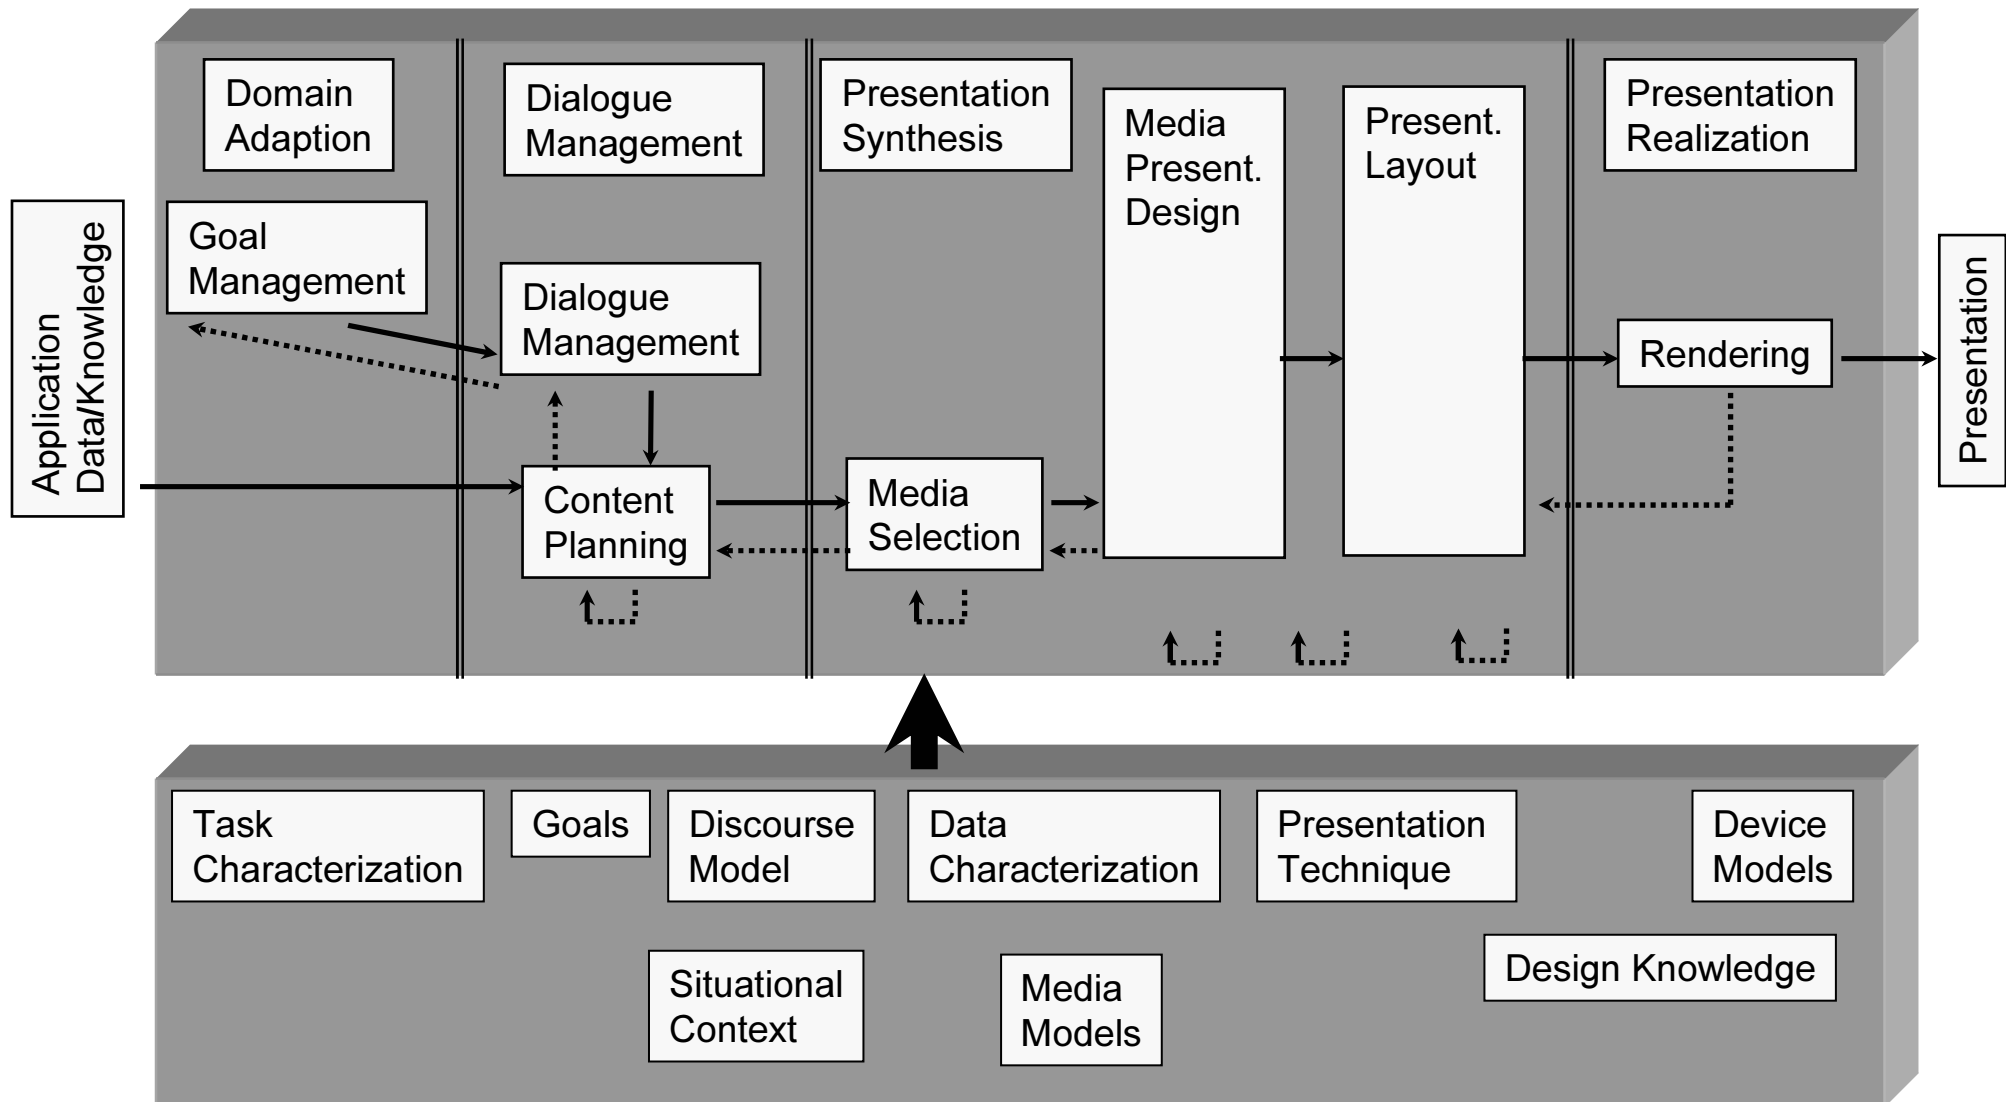 Domain
Adaption
Dialogue
Management
Presentation
Synthesis
Media
Present.
Design
Present.
Layout
Presentation
Realization
Application
Data/Knowledge
Goal
Management
Dialogue
Management
Rendering
Presentation
Content
Planning
Media
Selection
Task
Characterization
Goals
Discourse
Model
Data
Characterization
Presentation
Technique
Device
Models
Situational
Context
Media
Models
Design Knowledge